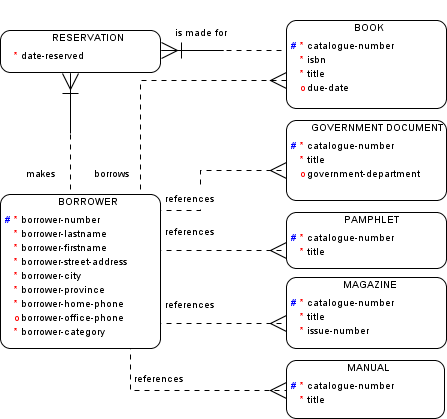 RESERVATION
* date-reserved
is made for
BOOK
# * catalogue-number
* isbn
* title
o due-date
makes
borrows
GOVERNMENT DOCUMENT
# * catalogue-number
* title
o government-department
BORROWER
# * borrower-number
* borrower-lastname
* borrower-firstname
* borrower-street-address
* borrower-city
* borrower-province
* borrower-home-phone
o borrower-office-phone
* borrower-category
references
references
PAMPHLET
# * catalogue-number
* title
references
MAGAZINE
# * catalogue-number
* title
* issue-number
references
MANUAL
# * catalogue-number
* title